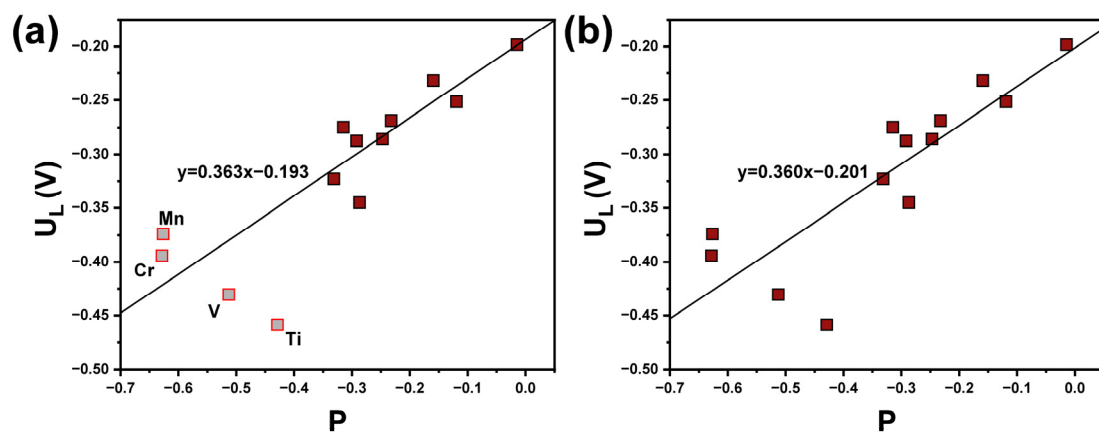 (a)
U_L (V)
−0.20
−0.25
−0.30
−0.35
−0.40
−0.45
−0.50
y=0.363x−0.193
Mn
Cr
V
Ti
−0.7 −0.6 −0.5 −0.4 −0.3 −0.2 −0.1 0.0
P
(b)
U_L (V)
−0.20
−0.25
−0.30
−0.35
−0.40
−0.45
−0.50
y=0.360x−0.201
−0.7 −0.6 −0.5 −0.4 −0.3 −0.2 −0.1 0.0
P